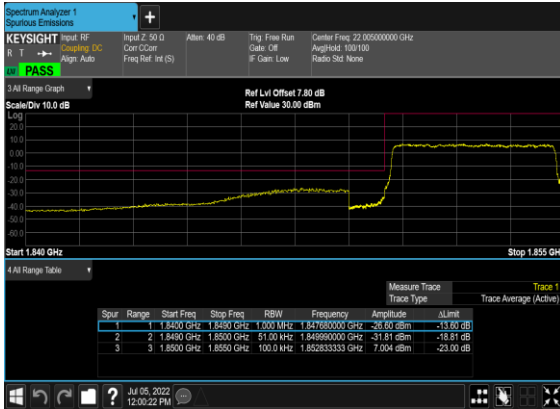 Spectrum Analyzer 1
Spurious Emissions
+
KEYSIGHT Input: RF Input Z: 50 Ω Atten: 40 dB Trig: Free Run Center Freq: 22.005000000 GHz
R T Coupling: DC Corr CCorr Gate: Off Avg|Hold: 100/100
Align: Auto Freq Ref: Int (S) IF Gain: Low Radio Std: None
PASS
3 All Range Graph
Ref Lvl Offset 7.80 dB
Scale/Div 10.0 dB Ref Value 30.00 dBm
Log
20.0
10.0
0.00
-10.0
-20.0
-30.0
-40.0
-50.0
-60.0
Start 1.840 GHz Stop 1.855 GH
4 All Range Table
Measure Trace Trace 1
Trace Type Trace Average (Active)
Spur Range Start Freq Stop Freq RBW Frequency Amplitude ΔLimit
1 1 1.8400 GHz 1.8490 GHz 1.000 MHz 1.847680000 GHz -26.60 dBm -13.60 dB
2 2 1.8490 GHz 1.8500 GHz 51.00 kHz 1.849990000 GHz -31.81 dBm -18.81 dB
3 3 1.8500 GHz 1.8550 GHz 100.0 kHz 1.852833333 GHz 7.004 dBm -23.00 dB
? Jul 05, 2022
12:00:22 PM